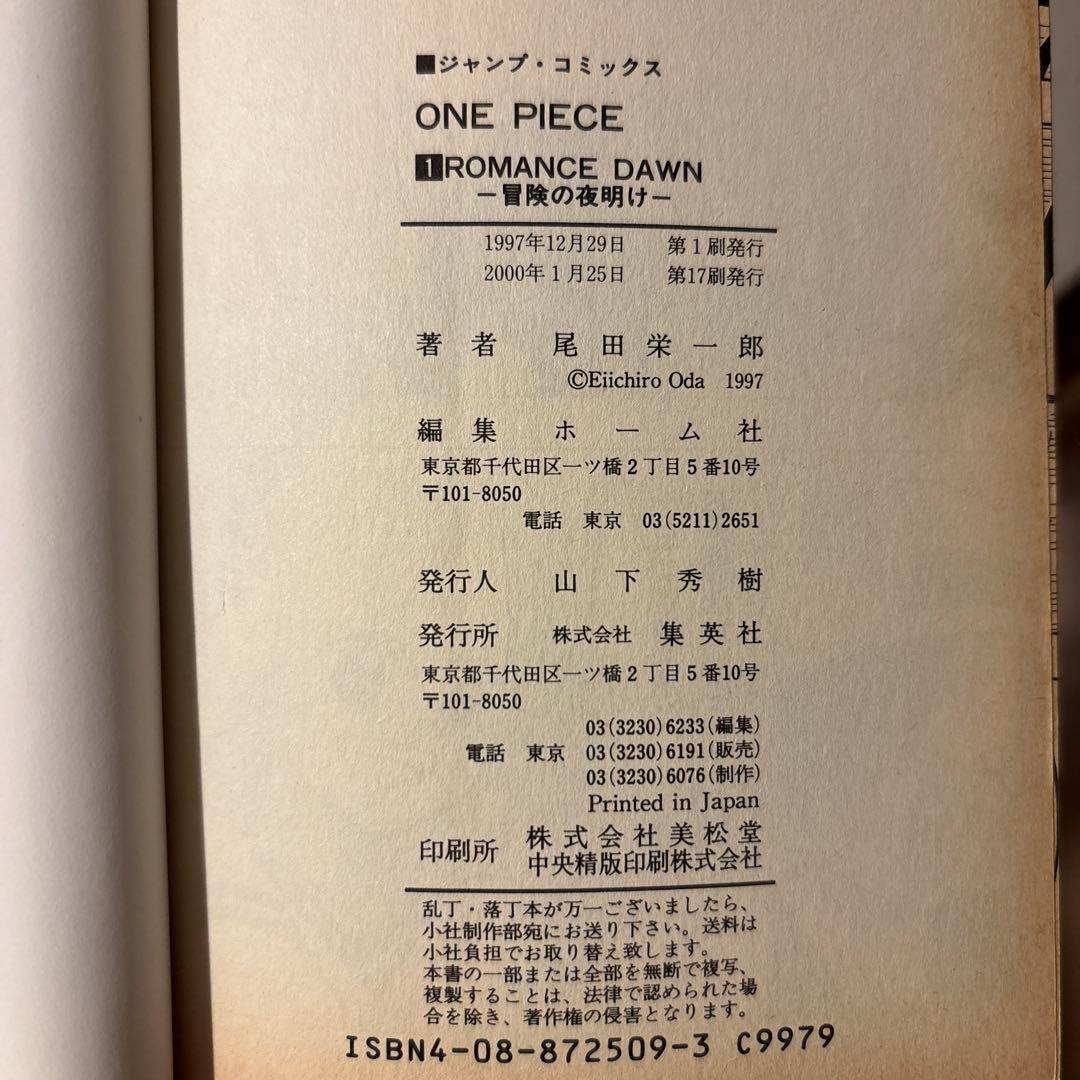 ■ジャンプ・コミックス
ONE PIECE
1 ROMANCE DAWN
―冒険の夜明け―
1997年12月29日 第1刷発行
2000年1月25日 第17刷発行
著者 尾田栄一郎
©Eiichiro Oda 1997
編集 ホーム社
東京都千代田区一ツ橋2丁目5番10号
〒101-8050
電話 東京 03(5211)2651
発行人 山下秀樹
発行所 株式会社 集英社
東京都千代田区一ツ橋2丁目5番10号
〒101-8050
03(3230)6233(編集)
電話 東京 03(3230)6191(販売)
03(3230)6076(制作)
Printed in Japan
印刷所 株式会社美松堂
中央精版印刷株式会社
乱丁・落丁本が万一ございましたら、
小社制作部宛にお送り下さい。送料は
小社負担でお取り替え致します。
本書の一部または全部を無断で複写、
複製することは、法律で認められた場
合を除き、著作権の侵害となります。
ISBN4-08-872509-3 C9979